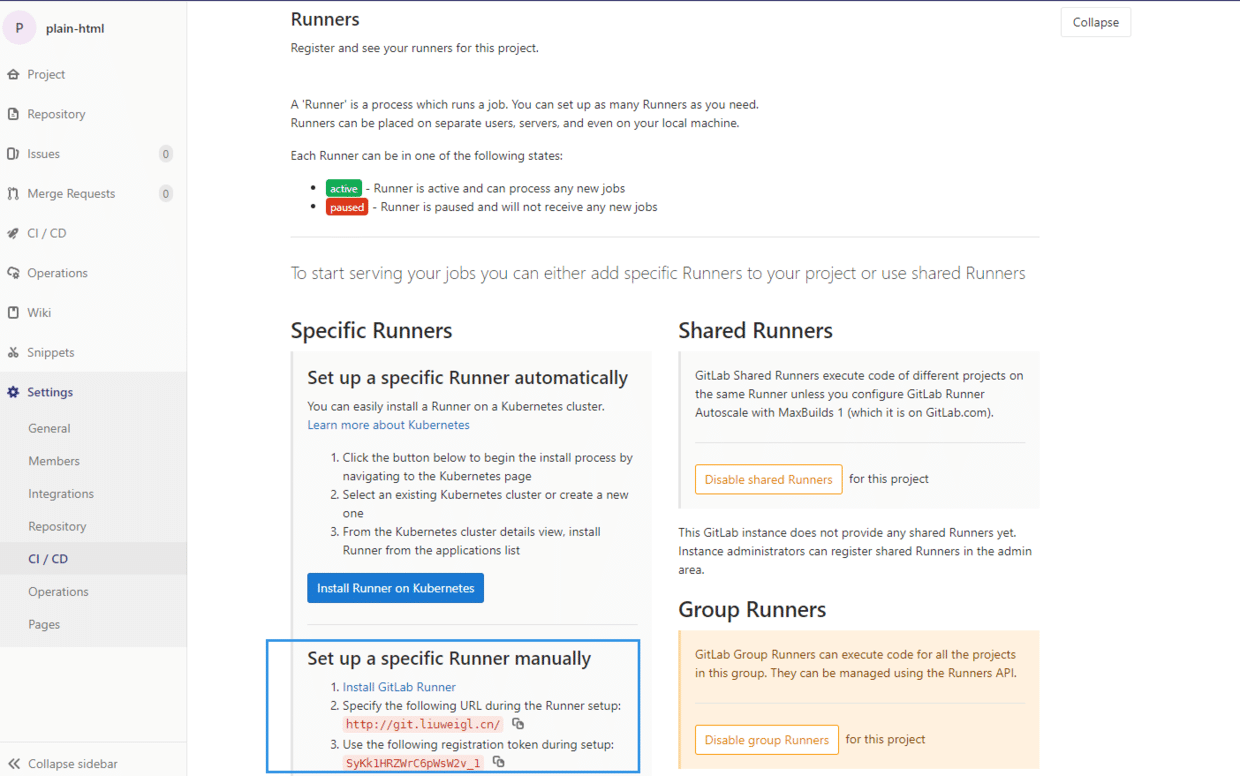 P plain-html
Project
Repository
Issues 0
Merge Requests 0
CI / CD
Operations
Wiki
Snippets
Settings
General
Members
Integrations
Repository
CI / CD
Operations
Pages
Collapse sidebar
Runners
Collapse
Register and see your runners for this project.
A 'Runner' is a process which runs a job. You can set up as many Runners as you need.
Runners can be placed on separate users, servers, and even on your local machine.
Each Runner can be in one of the following states:
• active - Runner is active and can process any new jobs
• paused - Runner is paused and will not receive any new jobs
To start serving your jobs you can either add specific Runners to your project or use shared Runners
Specific Runners
Set up a specific Runner automatically
You can easily install a Runner on a Kubernetes cluster.
Learn more about Kubernetes
1. Click the button below to begin the install process by
navigating to the Kubernetes page
2. Select an existing Kubernetes cluster or create a new
one
3. From the Kubernetes cluster details view, install
Runner from the applications list
Install Runner on Kubernetes
Set up a specific Runner manually
1. Install GitLab Runner
2. Specify the following URL during the Runner setup:
http://git.liuweigl.cn/
3. Use the following registration token during setup:
SyKk1HRZWrC6pWsW2v_1
Shared Runners
GitLab Shared Runners execute code of different projects on
the same Runner unless you configure GitLab Runner
Autoscale with MaxBuilds 1 (which it is on GitLab.com).
Disable shared Runners for this project
This GitLab instance does not provide any shared Runners yet.
Instance administrators can register shared Runners in the admin
area.
Group Runners
GitLab Group Runners can execute code for all the projects
in this group. They can be managed using the Runners API.
Disable group Runners for this project